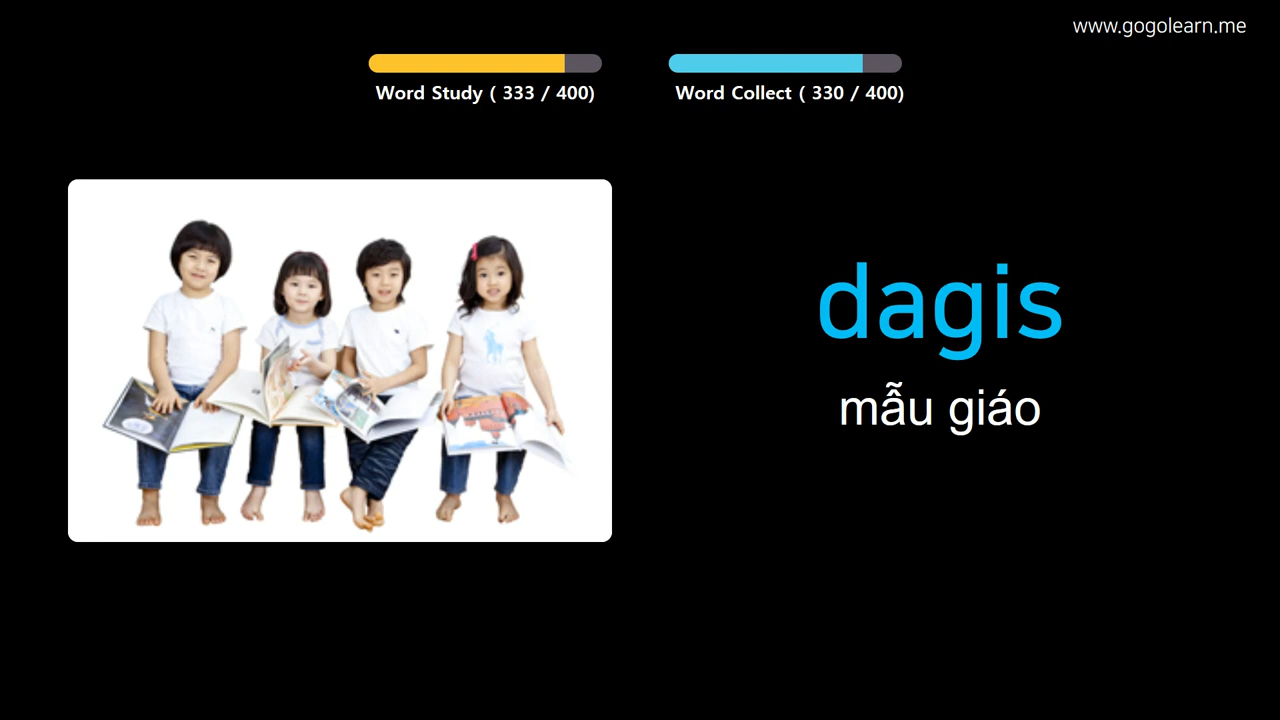 www.gogolearn.me
Word Study ( 333 / 400)
Word Collect ( 330 / 400)
dagis
mẫu giáo